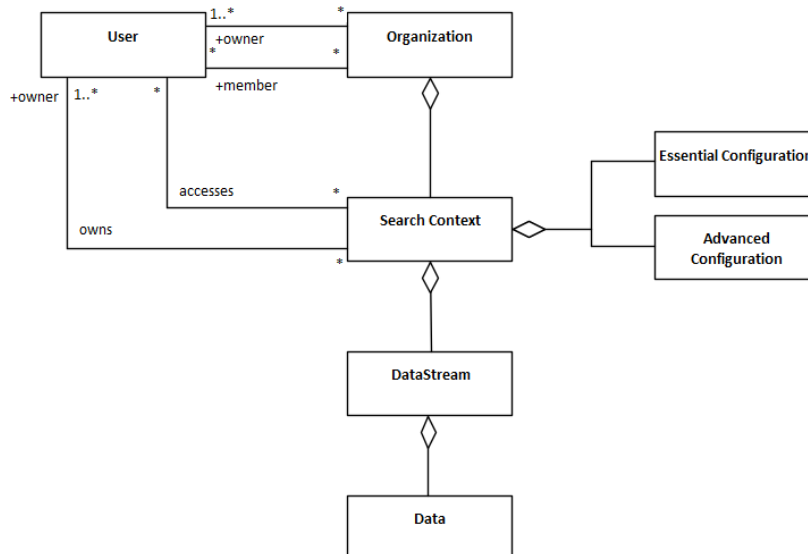 1..*
*
User
+owner
Organization
*
*
+member
+owner
1..*
*
Essential Configuration
accesses
*
Search Context
owns
*
Advanced
Configuration
DataStream
Data